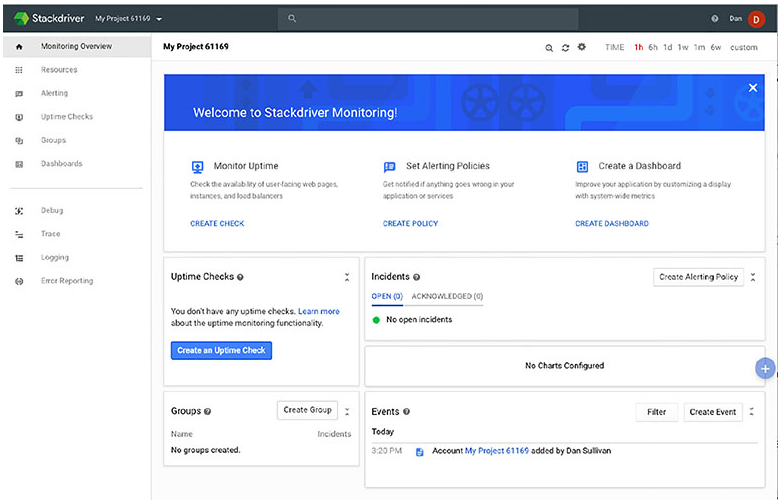 Stackdriver My Project 61169 Dan D
Monitoring Overview
Resources
Alerting
Uptime Checks
Groups
Dashboards
Debug
Trace
Logging
Error Reporting
My Project 61169 TIME 1h 6h 1d 1w 1m 6w custom
Welcome to Stackdriver Monitoring!
Monitor Uptime
Check the availability of user-facing web pages,
instances, and load balancers
CREATE CHECK
Set Alerting Policies
Get notified if anything goes wrong in your
application or services
CREATE POLICY
Create a Dashboard
Improve your application by customizing a display
with system-wide metrics
CREATE DASHBOARD
Uptime Checks
You don't have any uptime checks. Learn more
about the uptime monitoring functionality.
Create an Uptime Check
Incidents Create Alerting Policy
OPEN (0) ACKNOWLEDGED (0)
No open incidents
No Charts Configured
Groups Create Group
Name Incidents
No groups created.
Events Filter Create Event
Today
3:20 PM Account My Project 61169 added by Dan Sullivan